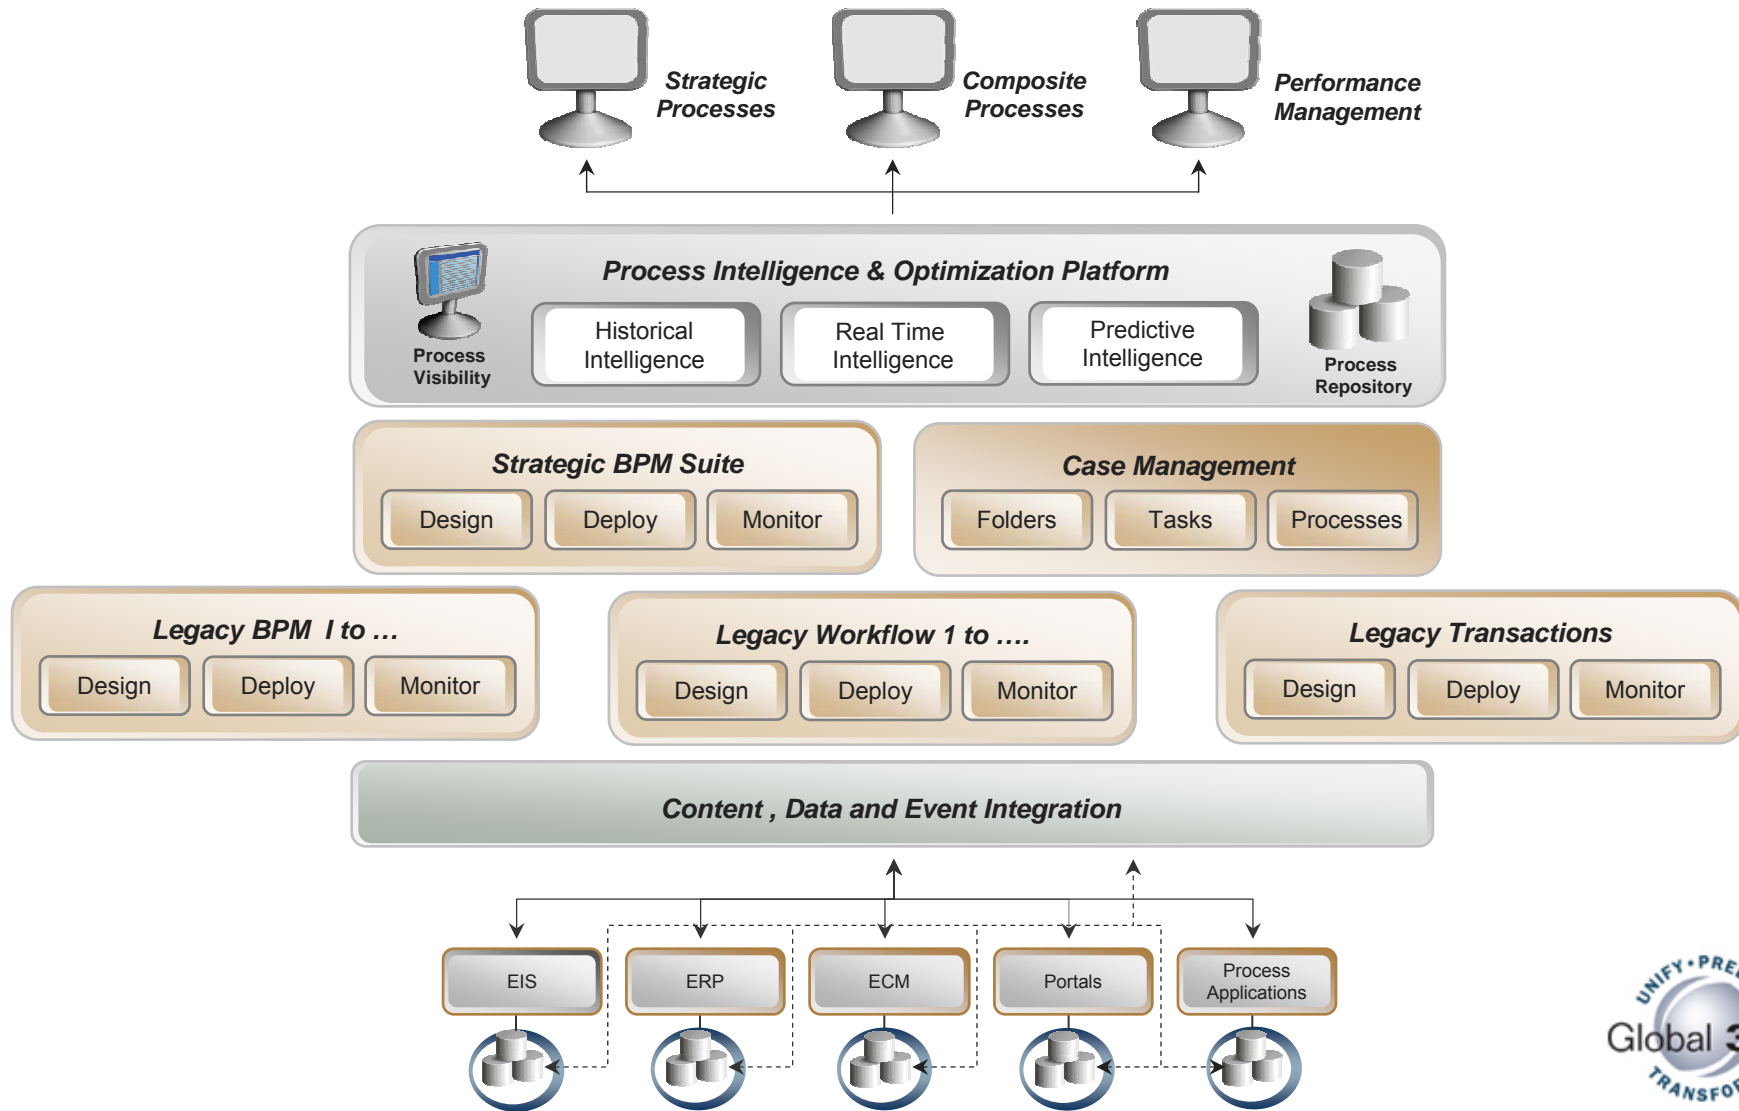 Strategic
Processes
Composite
Processes
Performance
Management
Process Intelligence & Optimization Platform
Process
Visibility
Historical
Intelligence
Real Time
Intelligence
Predictive
Intelligence
Process
Repository
Strategic BPM Suite
Design
Deploy
Monitor
Case Management
Folders
Tasks
Processes
Legacy BPM  I to …
Design
Deploy
Monitor
Legacy Workflow 1 to ….
Design
Deploy
Monitor
Legacy Transactions
Design
Deploy
Monitor
Content , Data and Event Integration
EIS
ERP
ECM
Portals
Process
Applications
UNIFY •
Global